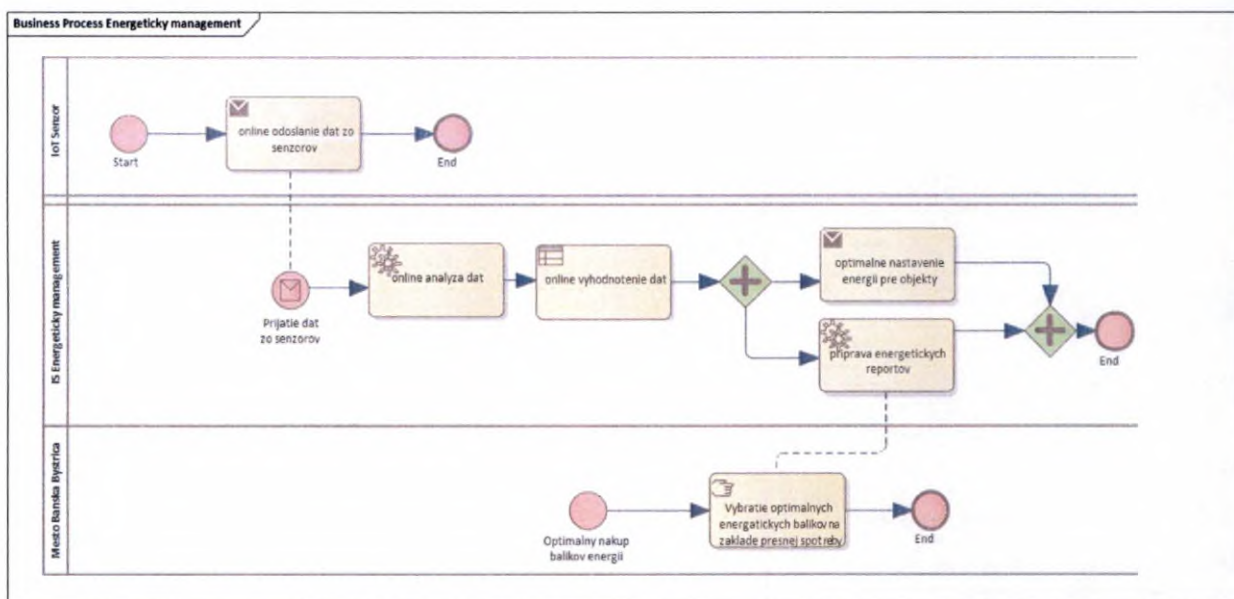 Business Process Energeticky management
IoT Senzor
Start
online odoslanie dat zo
senzorov
End
IS Energeticky management
Prijatie dat
zo senzorov
online analyza dat
online vyhodnotenie dat
optimalne nastavenie
energii pre objekty
priprava energetickych
reportov
End
Mesto Banska Bystrica
Optimalny nakup
balikov energii
Vybratie optimalnych
energatickych balikov na
zaklade presnej spotreby
End